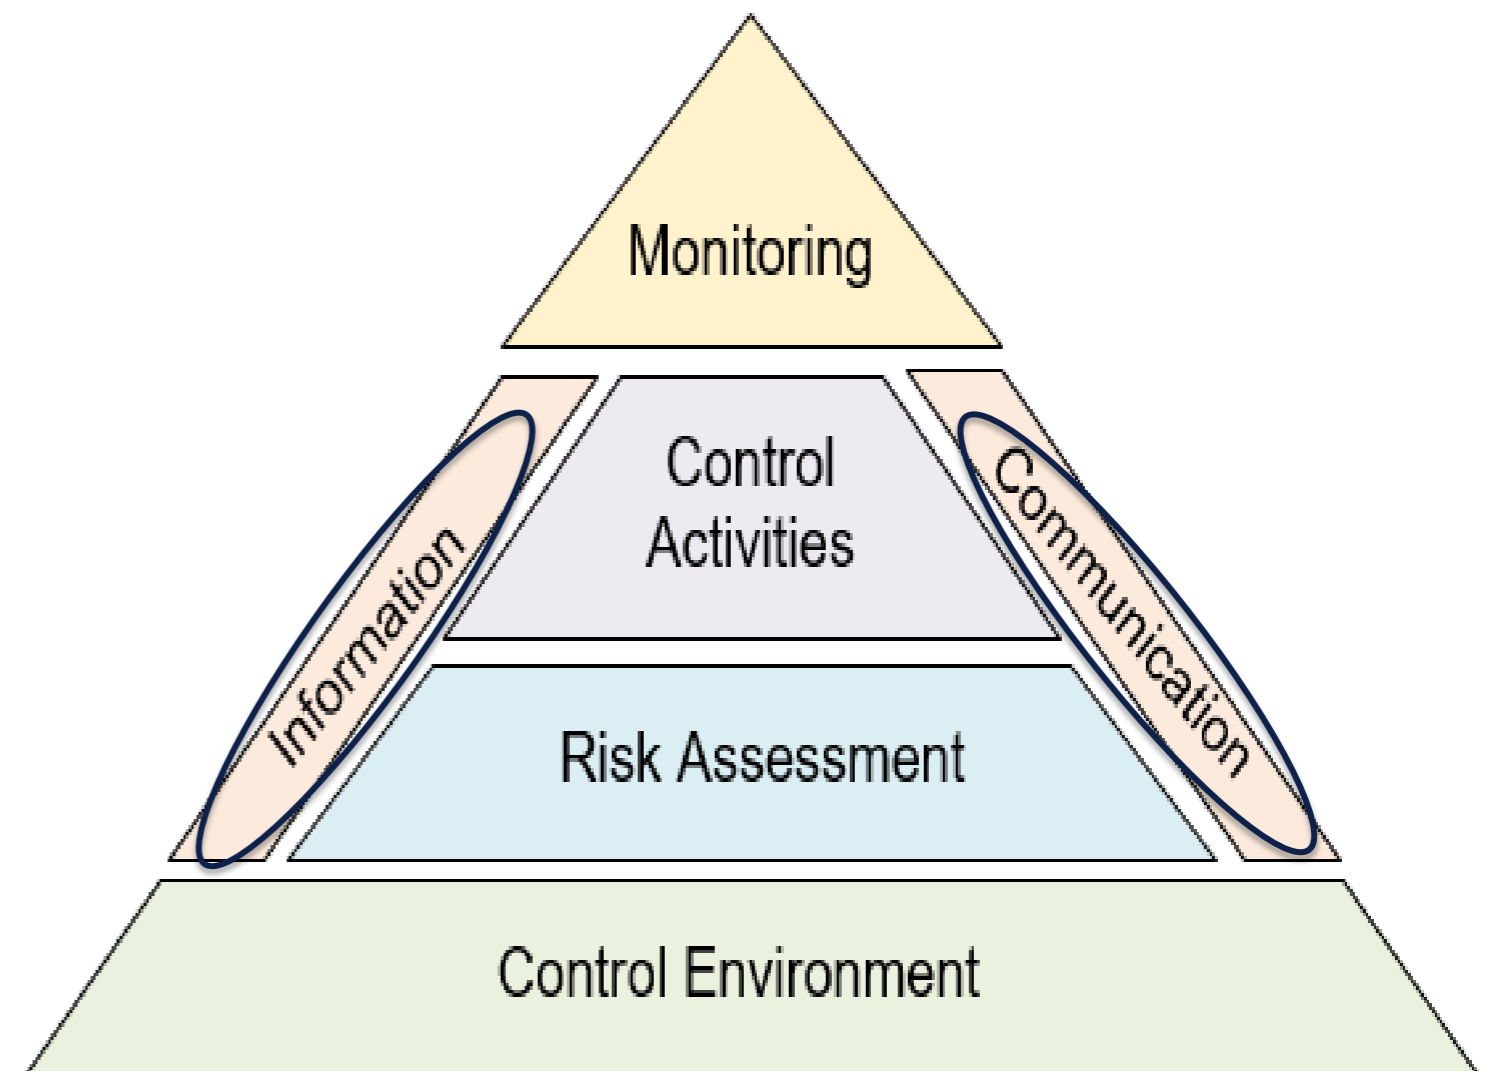 Monitoring
Control
Activities
Information
Communication
Risk Assessment
Control Environment